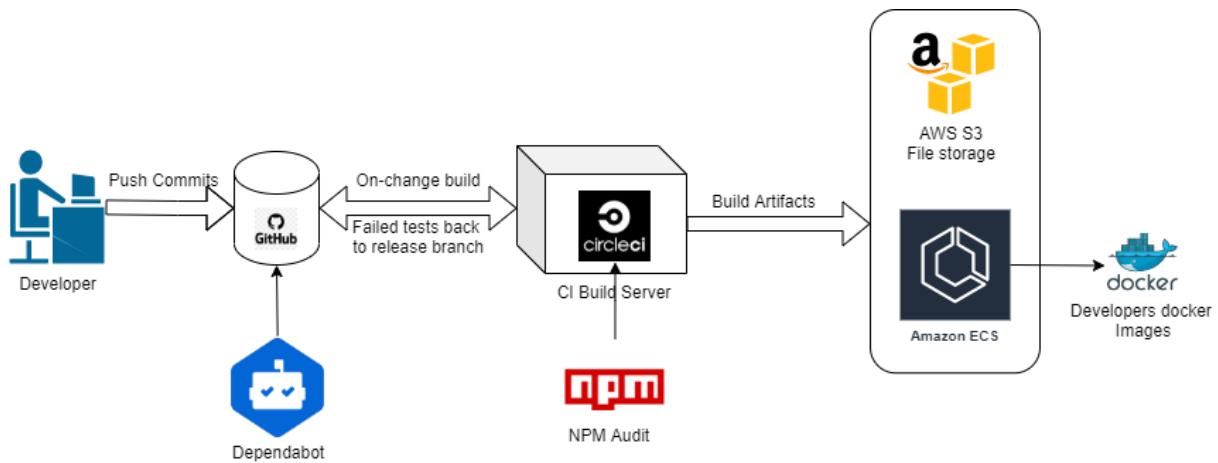 Developer
Push Commits
GitHub
Dependabot
On-change build
Failed tests back
to release branch
circleci
CI Build Server
npm
NPM Audit
Build Artifacts
a
AWS S3
File storage
Amazon ECS
docker
Developers docker
Images